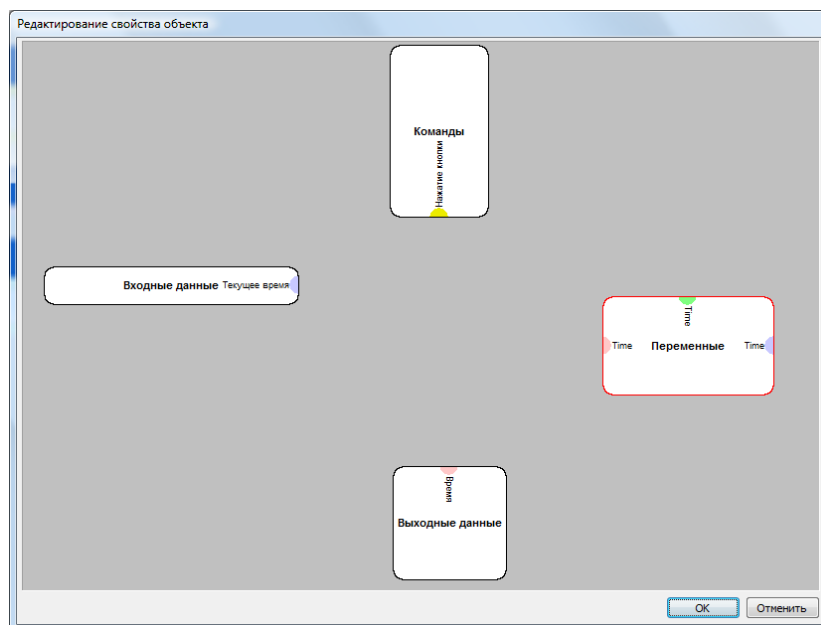 Редактирование свойства объекта
Команды
Нажатие кнопки
Входные данные Текущее время
Time
Time Переменные Time
Время
Выходные данные
OK Отменить